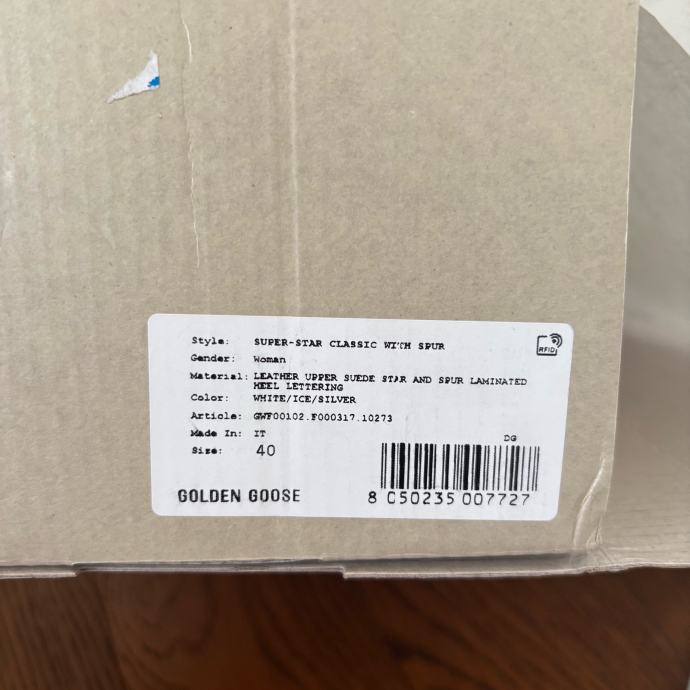 Style: SUPER-STAR CLASSIC WITH SPUR
RFID
Gender: Woman
Material: LEATHER UPPER SUEDE STAR AND SPUR LAMINATED
HEEL LETTERING
Color: WHITE/ICE/SILVER
Article: GWF00102.F000317.10273
Made In: IT
DG
Size: 40
GOLDEN GOOSE
8 050235 007727